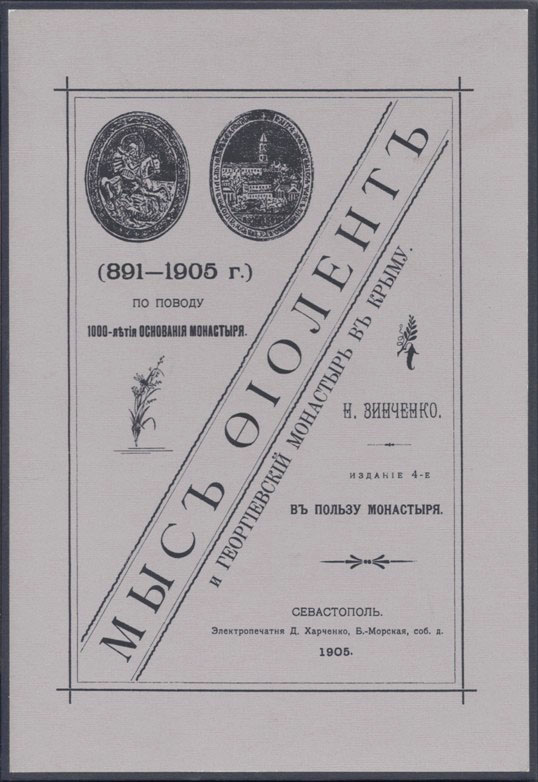 (891—1905 г.)
ПО ПОВОДУ
1000-лѣтія ОСНОВАНІЯ МОНАСТЫРЯ.
МЫСЪ ѲІОЛЕНТЪ
И ГЕОРГІЕВСКІЙ МОНАСТЫРЬ ВЪ КРЫМУ.
Н. ЗИНЧЕНКО.
ИЗДАНІЕ 4-Е
ВЪ ПОЛЬЗУ МОНАСТЫРЯ.
СЕВАСТОПОЛЬ.
Электропечатня Д. Харченко, Б.-Морская, соб. д.
1905.